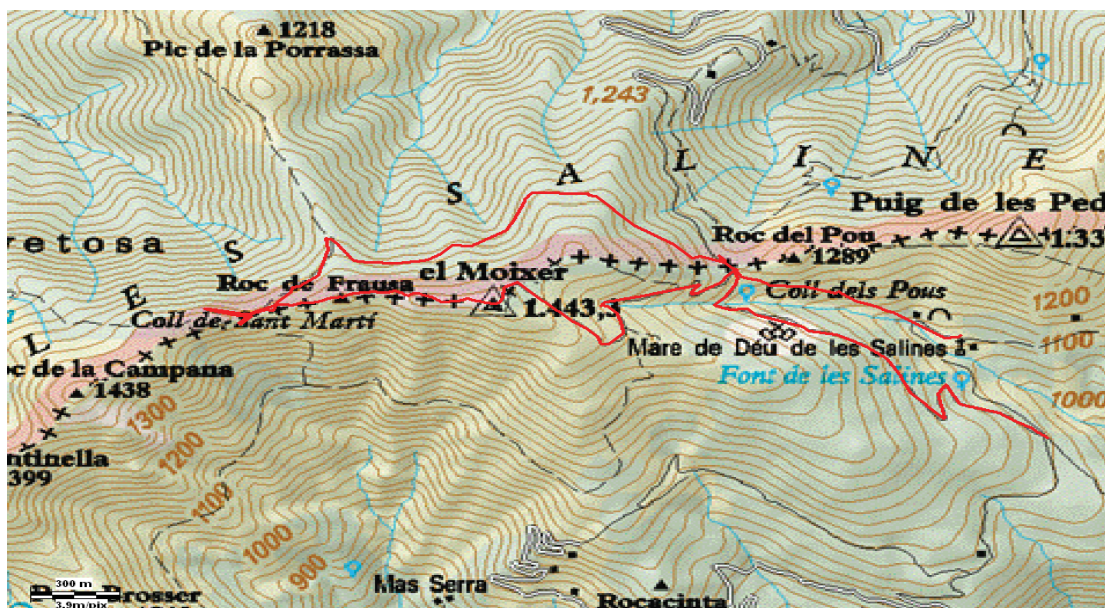 1218
Pic de la Porrassa
1,243
S A L I N E
Puig de les Ped
1.33
Roc del Pou
1289
Coll dels Pous
1200
1100
1000
Mare de Déu de les Salines
Font de les Salines
el Moixer
1.443,3
Roc de Frausa
Coll de Sant Martí
vetosa
L E S
oc de la Campana
1438
ntinella
399
1300
1200
1100
1000
900
Mas Serra
Rocacinta
300 m
3.9m/pix